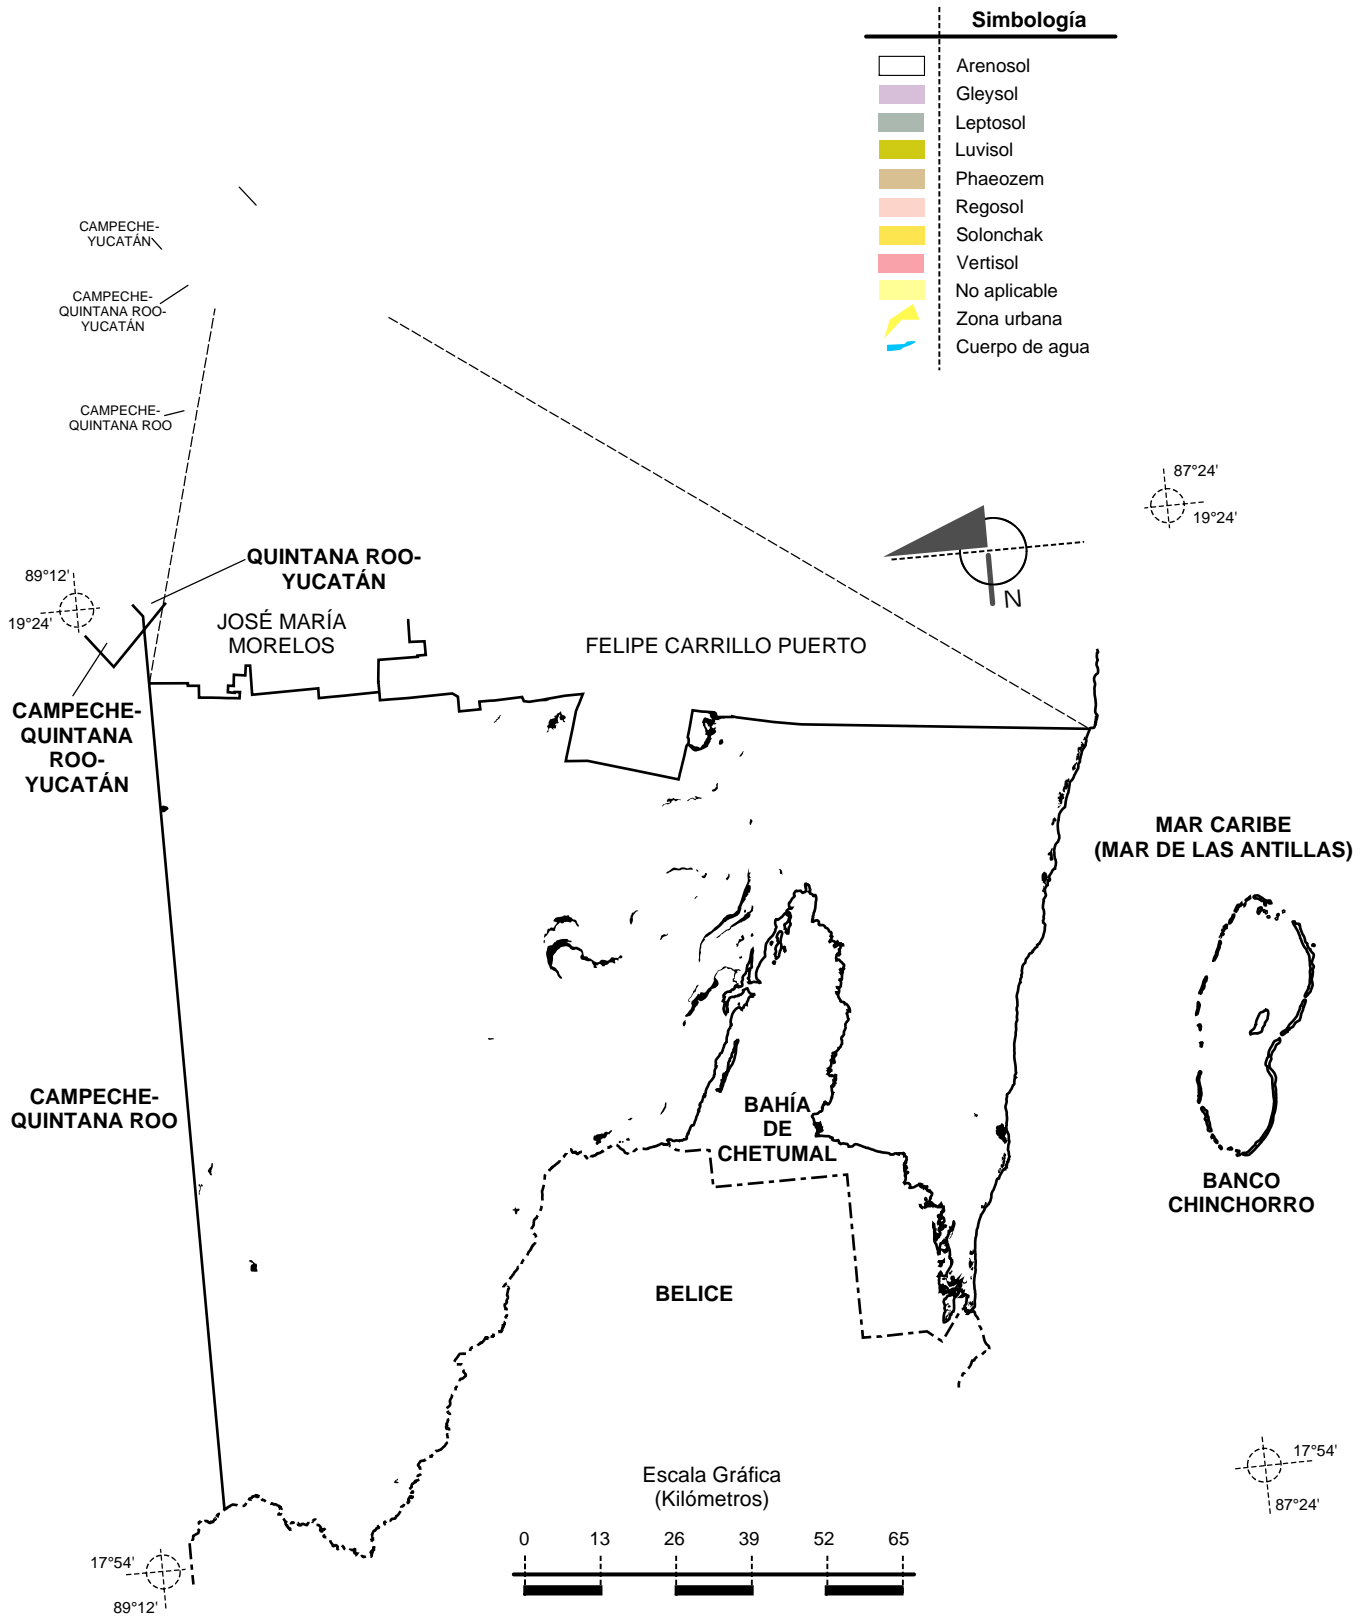 Simbología
Arenosol
Gleysol
Leptosol
Luvisol
Phaeozem
Regosol
Solonchak
Vertisol
No aplicable
Zona urbana
Cuerpo de agua
CAMPECHE-
YUCATÁN
CAMPECHE-
QUINTANA ROO-
YUCATÁN
CAMPECHE-
QUINTANA ROO
87°24'
19°24'
N
89°12'
19°24'
QUINTANA ROO-
YUCATÁN
JOSÉ MARÍA
MORELOS
FELIPE CARRILLO PUERTO
CAMPECHE-
QUINTANA
ROO-
YUCATÁN
MAR CARIBE
(MAR DE LAS ANTILLAS)
CAMPECHE-
QUINTANA ROO
BAHÍA
DE
CHETUMAL
BANCO
CHINCHORRO
BELICE
17°54'
87°24'
Escala Gráfica
(Kilómetros)
0 13 26 39 52 65
17°54'
89°12'